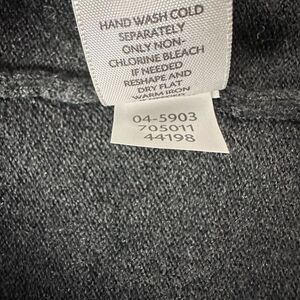 HAND WASH COLD
SEPARATELY
ONLY NON-
CHLORINE BLEACH
IF NEEDED
RESHAPE AND
DRY FLAT
WARM IRON
04-5903
705011
44198